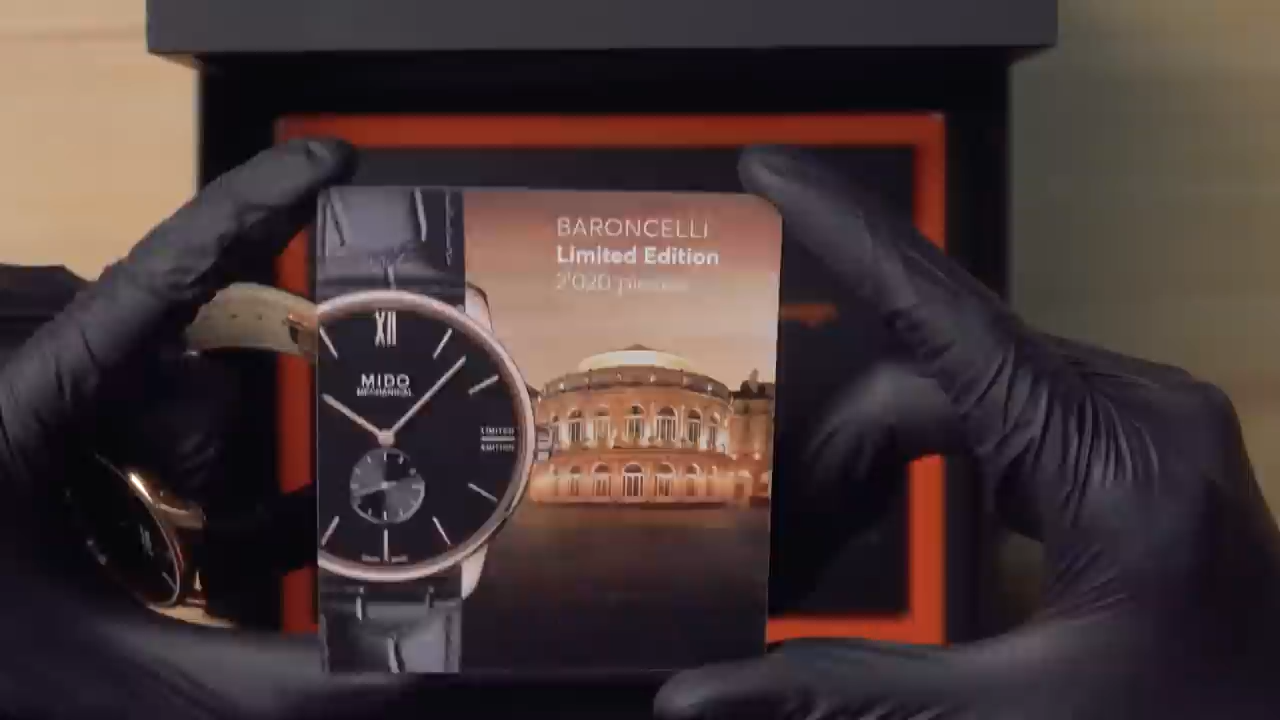 BARONCELLI
Limited Edition
2'020 pieces
XII
MIDO
MECHANICAL
LIMITED
EDITION